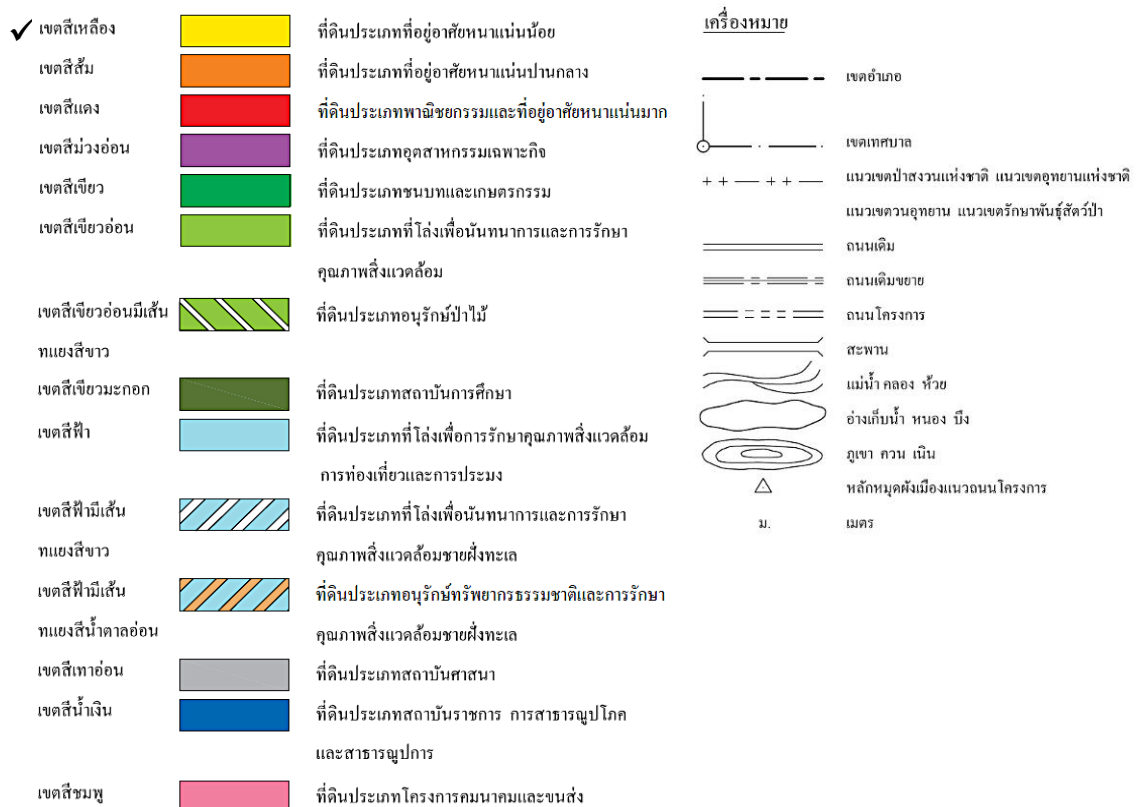 เขตสีเหลือง ที่ดินประเภทที่อยู่อาศัยหนาแน่นน้อย
เขตสีส้ม ที่ดินประเภทที่อยู่อาศัยหนาแน่นปานกลาง
เขตสีแดง ที่ดินประเภทพาณิชยกรรมและที่อยู่อาศัยหนาแน่นมาก
เขตสีม่วงอ่อน ที่ดินประเภทอุตสาหกรรมเฉพาะกิจ
เขตสีเขียว ที่ดินประเภทชนบทและเกษตรกรรม
เขตสีเขียวอ่อน ที่ดินประเภทที่โล่งเพื่อนันทนาการและการรักษา
คุณภาพสิ่งแวดล้อม
เขตสีเขียวอ่อนมีเส้น ที่ดินประเภทอนุรักษ์ป่าไม้
ทแยงสีขาว
เขตสีเขียวมะกอก ที่ดินประเภทสถาบันการศึกษา
เขตสีฟ้า ที่ดินประเภทที่โล่งเพื่อการรักษาคุณภาพสิ่งแวดล้อม
การท่องเที่ยวและการประมง
เขตสีฟ้ามีเส้น ที่ดินประเภทที่โล่งเพื่อนันทนาการและการรักษา
ทแยงสีขาว คุณภาพสิ่งแวดล้อมชายฝั่งทะเล
เขตสีฟ้ามีเส้น ที่ดินประเภทอนุรักษ์ทรัพยากรธรรมชาติและการรักษา
ทแยงสีน้ำตาลอ่อน คุณภาพสิ่งแวดล้อมชายฝั่งทะเล
เขตสีเทาอ่อน ที่ดินประเภทสถาบันศาสนา
เขตสีน้ำเงิน ที่ดินประเภทสถาบันราชการ การสาธารณูปโภค
และสาธารณูปการ
เขตสีชมพู ที่ดินประเภทโครงการคมนาคมและขนส่ง
เครื่องหมาย
เขตอำเภอ
เขตเทศบาล
แนวเขตป่าสงวนแห่งชาติ แนวเขตอุทยานแห่งชาติ
แนวเขตวนอุทยาน แนวเขตรักษาพันธุ์สัตว์ป่า
ถนนเดิม
ถนนเดิมขยาย
ถนนโครงการ
สะพาน
แม่น้ำ คลอง ห้วย
อ่างเก็บน้ำ หนอง บึง
ภูเขา ควน เนิน
หลักหมุดผังเมืองแนวถนนโครงการ
ม. เมตร